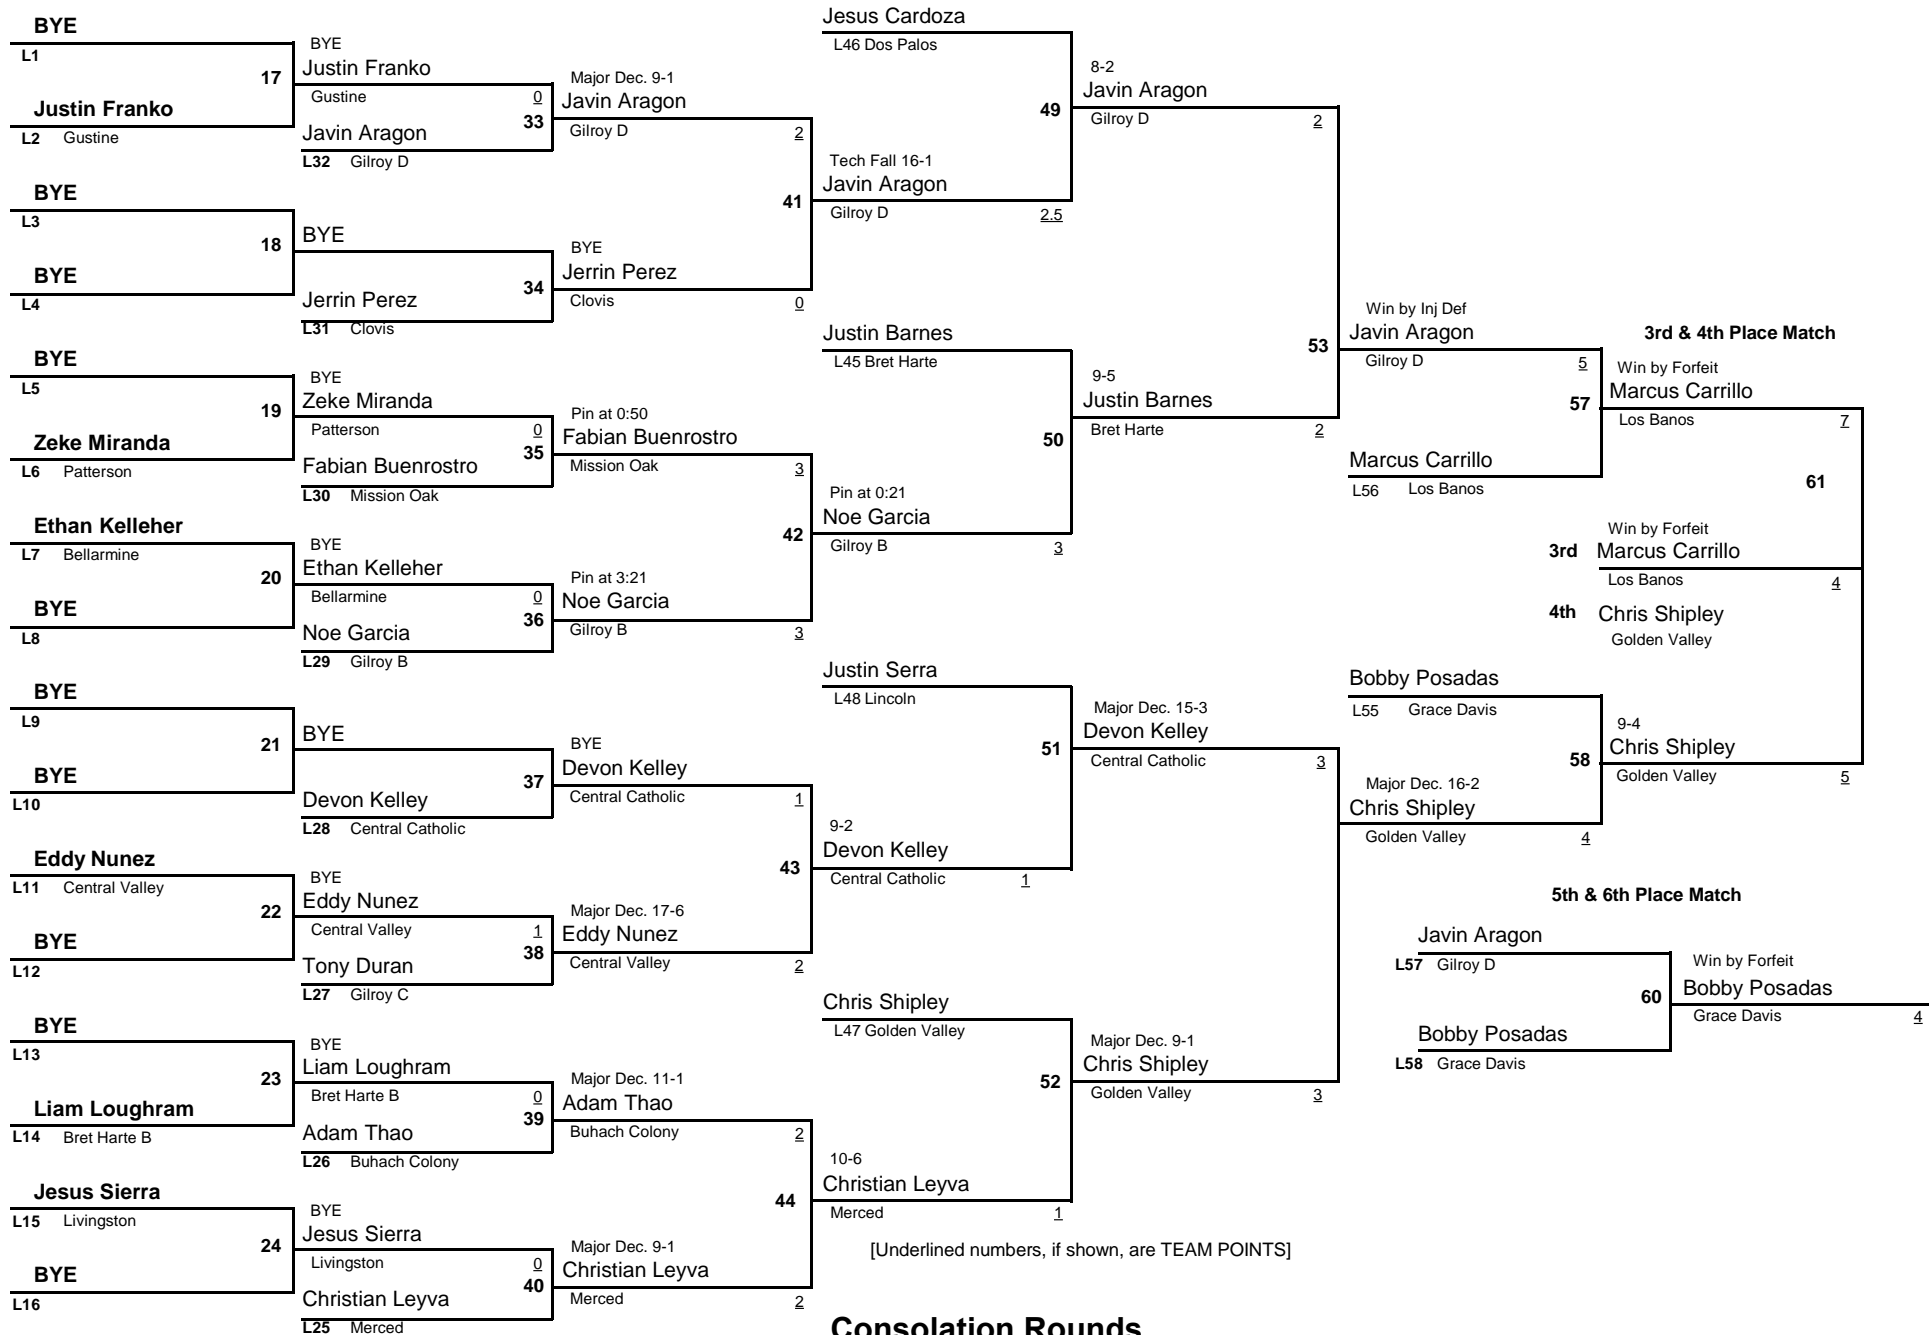 BYE
L1
17
Justin Franko
L2 Gustine
BYE
L3
18
BYE
L4
BYE
L5
19
Zeke Miranda
L6 Patterson
Ethan Kelleher
L7 Bellarmine
20
BYE
L8
BYE
L9
21
BYE
L10
Eddy Nunez
L11 Central Valley
22
BYE
L12
BYE
L13
23
Liam Loughram
L14 Bret Harte B
Jesus Sierra
L15 Livingston
24
BYE
L16
BYE
Justin Franko
Gustine 0
33
Javin Aragon
L32 Gilroy D
BYE
34
Jerrin Perez
L31 Clovis
BYE
Zeke Miranda
Patterson 0
35
Fabian Buenrostro
L30 Mission Oak
BYE
Ethan Kelleher
Bellarmine 0
36
Noe Garcia
L29 Gilroy B
BYE
37
Devon Kelley
L28 Central Catholic
BYE
Eddy Nunez
Central Valley 1
38
Tony Duran
L27 Gilroy C
BYE
Liam Loughram
Bret Harte B 0
39
Adam Thao
L26 Buhach Colony
BYE
Jesus Sierra
Livingston 0
40
Christian Leyva
L25 Merced
Major Dec. 9-1
Javin Aragon
Gilroy D 2
41
BYE
Jerrin Perez
Clovis 0
Pin at 0:50
Fabian Buenrostro
Mission Oak 3
42
Pin at 3:21
Noe Garcia
Gilroy B 3
BYE
Devon Kelley
Central Catholic 1
43
Major Dec. 17-6
Eddy Nunez
Central Valley 2
Major Dec. 11-1
Adam Thao
Buhach Colony 2
44
Major Dec. 9-1
Christian Leyva
Merced 2
Jesus Cardoza
L46 Dos Palos
49
Tech Fall 16-1
Javin Aragon
Gilroy D 2.5
Justin Barnes
L45 Bret Harte
50
Pin at 0:21
Noe Garcia
Gilroy B 3
Justin Serra
L48 Lincoln
51
9-2
Devon Kelley
Central Catholic 1
Chris Shipley
L47 Golden Valley
52
10-6
Christian Leyva
Merced 1
8-2
Javin Aragon
Gilroy D 2
53
9-5
Justin Barnes
Bret Harte 2
Major Dec. 15-3
Devon Kelley
Central Catholic 3
Major Dec. 9-1
Chris Shipley
Golden Valley 3
Win by Inj Def
Javin Aragon
Gilroy D 5
57
Marcus Carrillo
L56 Los Banos
Bobby Posadas
L55 Grace Davis
58
Major Dec. 16-2
Chris Shipley
Golden Valley 4
3rd & 4th Place Match
Win by Forfeit
Marcus Carrillo
Los Banos 7
61
Win by Forfeit
3rd Marcus Carrillo
Los Banos 4
4th Chris Shipley
Golden Valley
9-4
Chris Shipley
Golden Valley 5
5th & 6th Place Match
Javin Aragon
L57 Gilroy D
60
Bobby Posadas
L58 Grace Davis
Win by Forfeit
Bobby Posadas
Grace Davis 4
[Underlined numbers, if shown, are TEAM POINTS]
Consolation Rounds